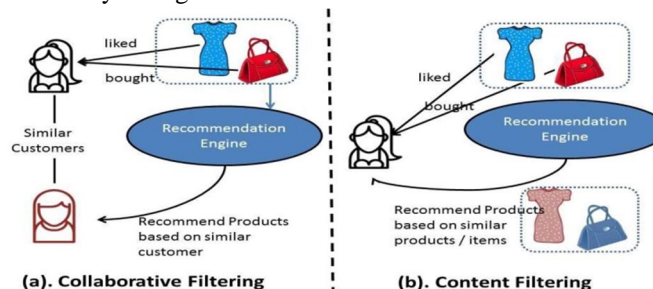 liked
bought
Recommendation
Engine
Similar
Customers
Recommend Products
based on similar
customer
(a). Collaborative Filtering
liked
bought
Recommendation
Engine
Recommend Products
based on similar
products / items
(b). Content Filtering